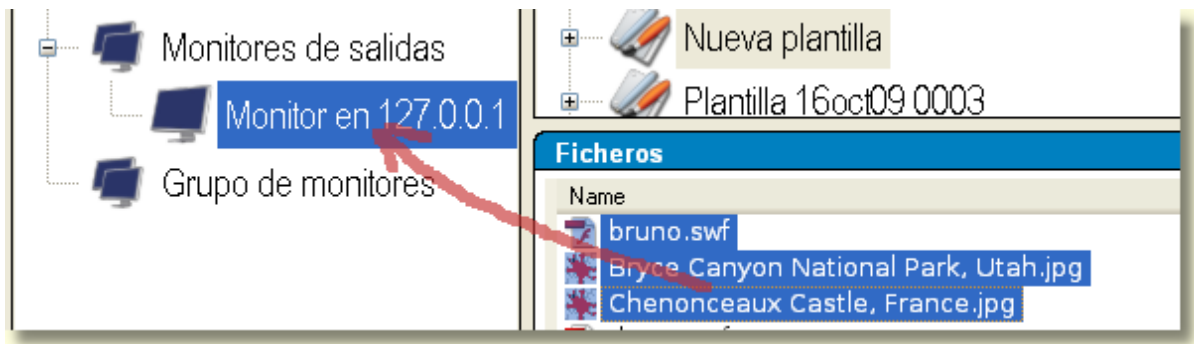 Monitores de salidas
Monitor en 127.0.0.1
Grupo de monitores
Nueva plantilla
Plantilla 16oct09 0003
Ficheros
Name
bruno.swf
Bryce Canyon National Park, Utah.jpg
Chenonceaux Castle, France.jpg